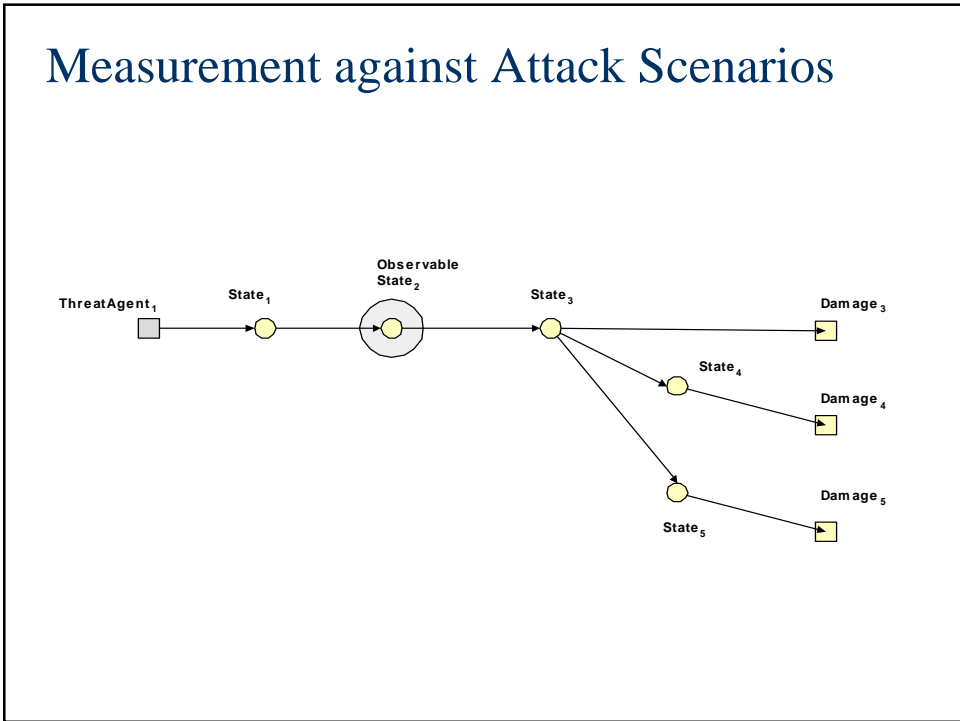 Measurement against Attack Scenarios
Observable
State₂
ThreatAgent₁
State₁
State₃
Damage₃
State₄
Damage₄
Damage₅
State₅